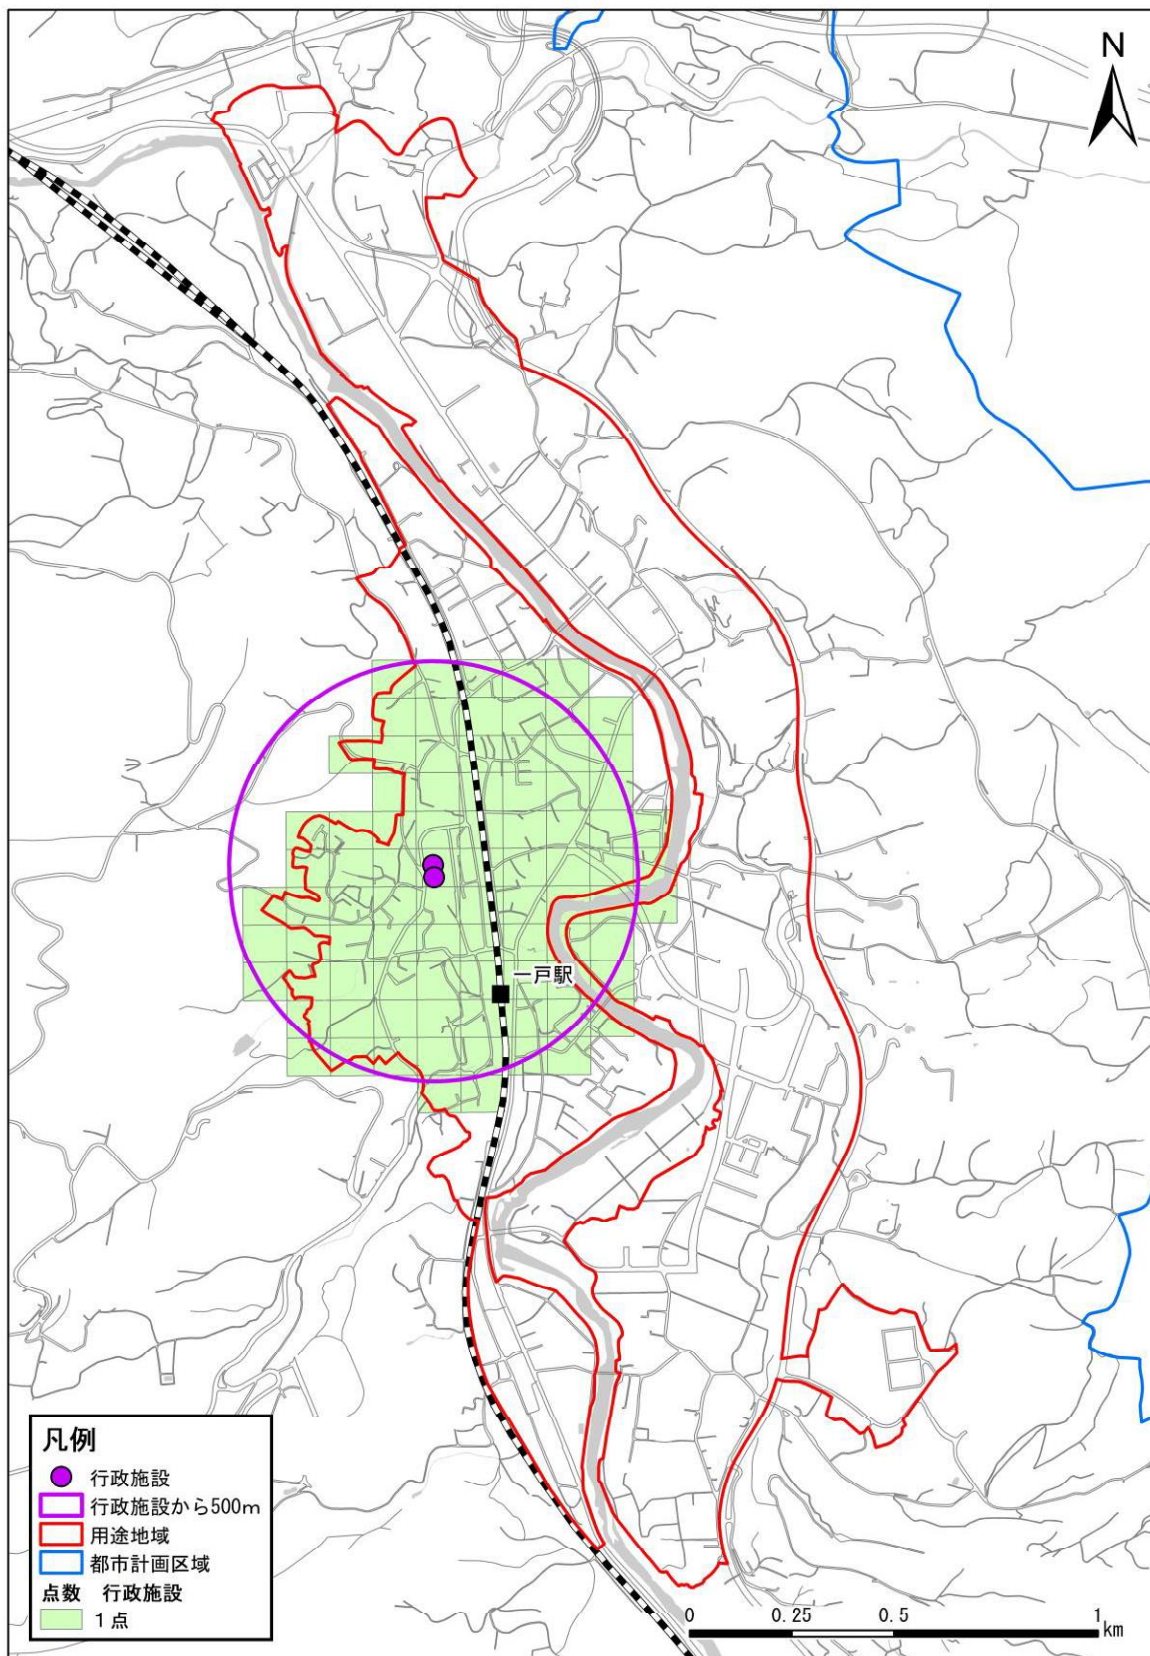 N
一戸駅
凡例
行政施設
行政施設から500m
用途地域
都市計画区域
点数 行政施設
1点
0 0.25 0.5 1
km